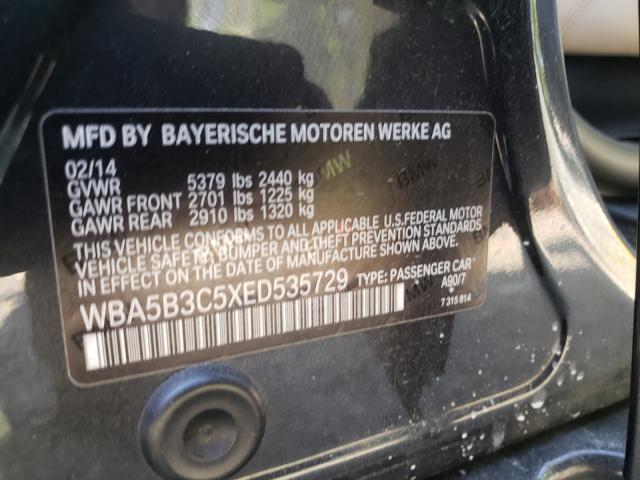 MFD BY BAYERISCHE MOTOREN WERKE AG
02/14
GVWR 5379 lbs 2440 kg
GAWR FRONT 2701 lbs 1225 kg
GAWR REAR 2910 lbs 1320 kg
THIS VEHICLE CONFORMS TO ALL APPLICABLE U.S.FEDERAL MOTOR
VEHICLE SAFETY, BUMPER AND THEFT PREVENTION STANDARDS
IN EFFECT ON THE DATE OF MANUFACTURE SHOWN ABOVE.
WBA5B3C5XED535729 TYPE: PASSENGER CAR
A90/7
7 315 814
BMW
BMW
BMW